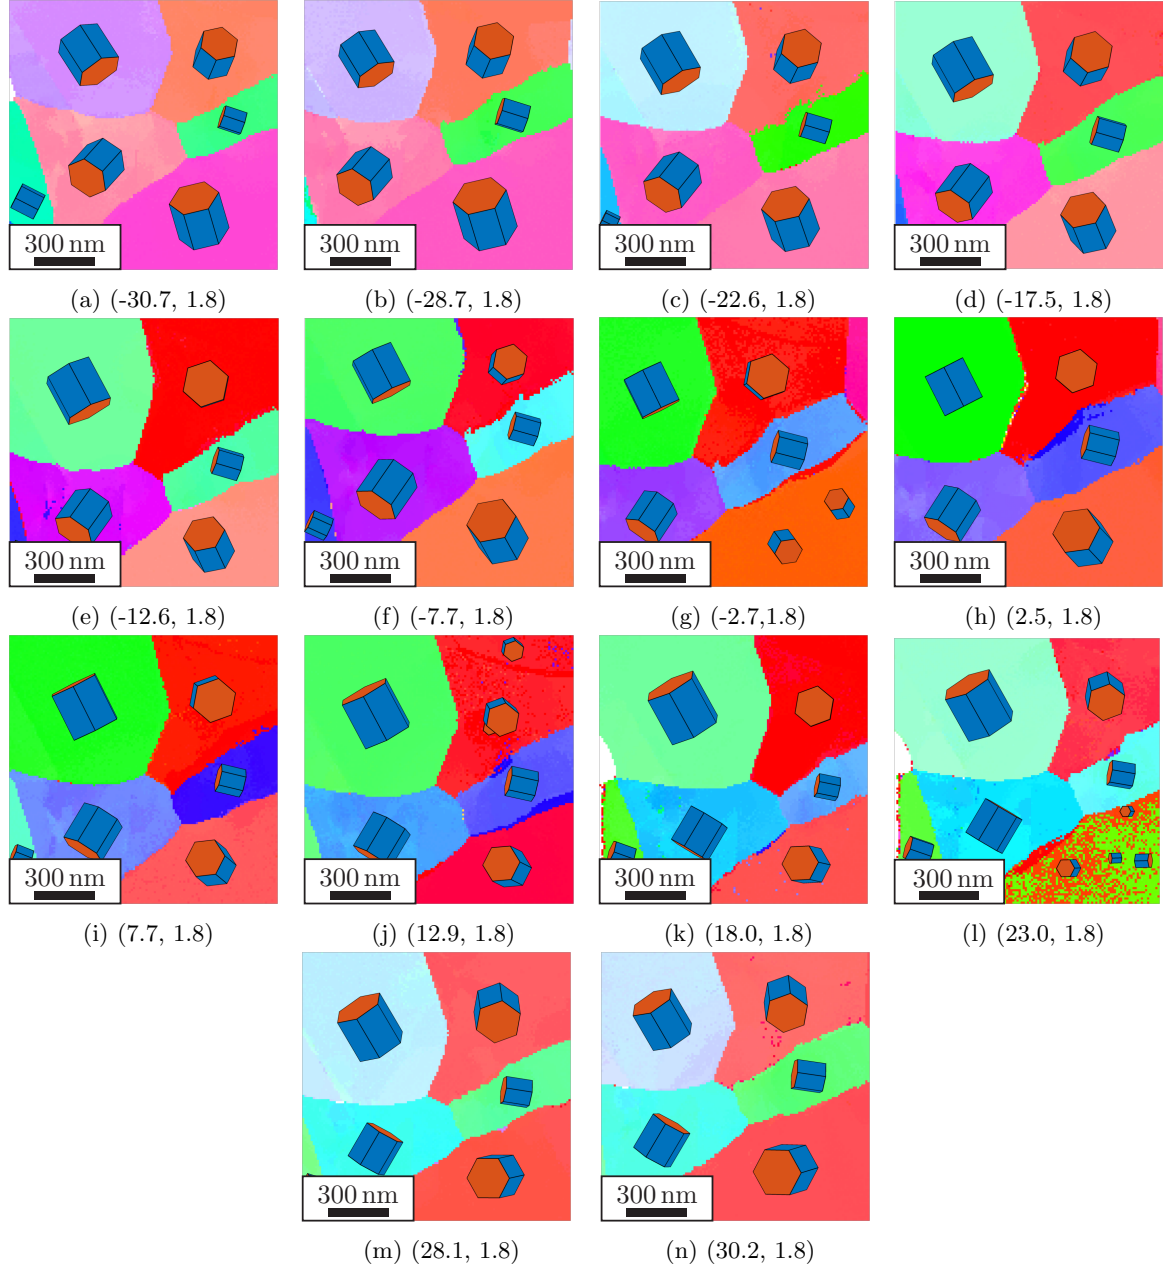 300 nm 300 nm 300 nm 300 nm
(a) (-30.7, 1.8) (b) (-28.7, 1.8) (c) (-22.6, 1.8) (d) (-17.5, 1.8)
300 nm 300 nm 300 nm 300 nm
(e) (-12.6, 1.8) (f) (-7.7, 1.8) (g) (-2.7,1.8) (h) (2.5, 1.8)
300 nm 300 nm 300 nm 300 nm
(i) (7.7, 1.8) (j) (12.9, 1.8) (k) (18.0, 1.8) (l) (23.0, 1.8)
300 nm 300 nm
(m) (28.1, 1.8) (n) (30.2, 1.8)